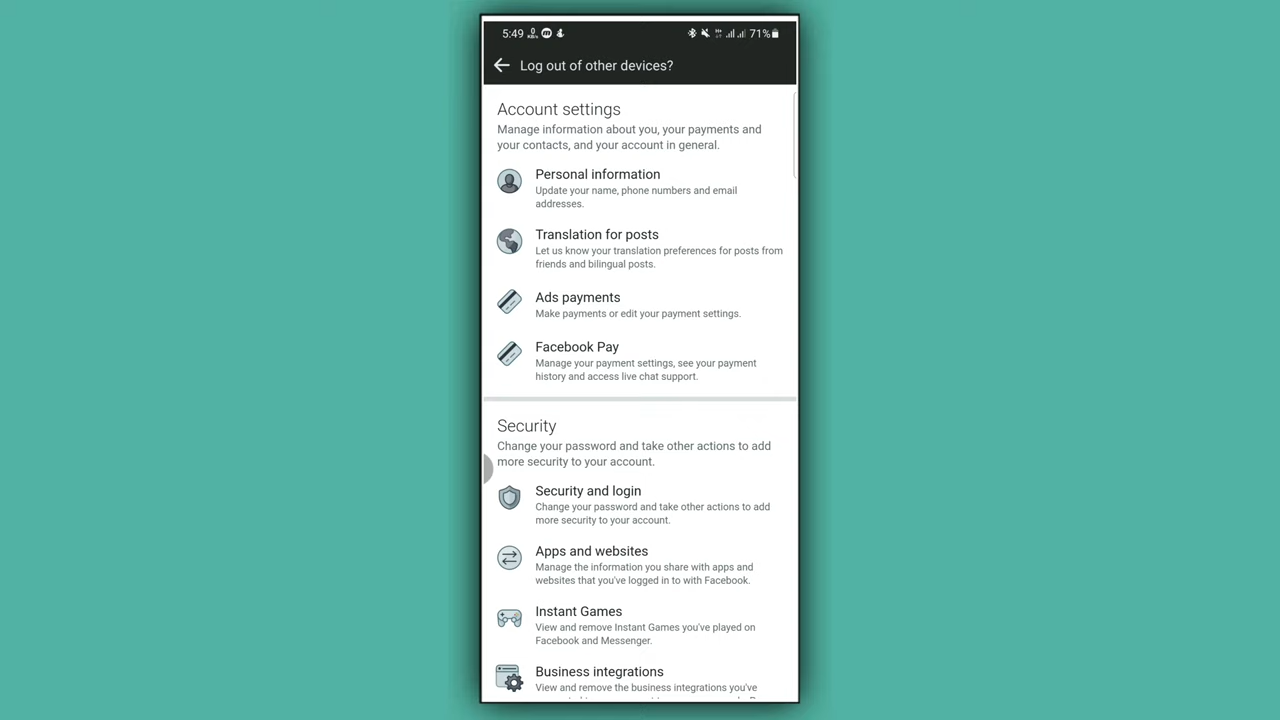 5:49 0 KB/s m 71%
Log out of other devices?
Account settings
Manage information about you, your payments and
your contacts, and your account in general.
Personal information
Update your name, phone numbers and email
addresses.
Translation for posts
Let us know your translation preferences for posts from
friends and bilingual posts.
Ads payments
Make payments or edit your payment settings.
Facebook Pay
Manage your payment settings, see your payment
history and access live chat support.
Security
Change your password and take other actions to add
more security to your account.
Security and login
Change your password and take other actions to add
more security to your account.
Apps and websites
Manage the information you share with apps and
websites that you've logged in to with Facebook.
Instant Games
View and remove Instant Games you've played on
Facebook and Messenger.
Business integrations
View and remove the business integrations you've